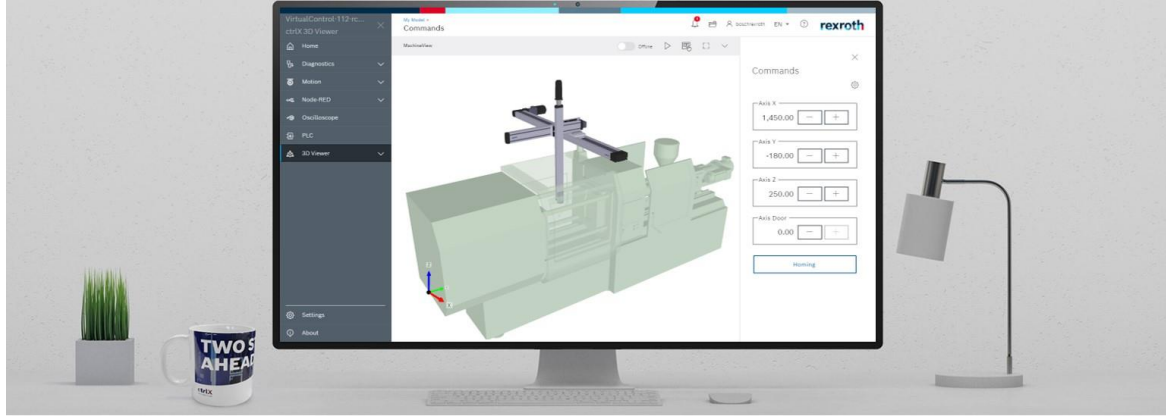 VirtualControl-112-rc...
ctrlX 3D Viewer
Home
Diagnostics
Motion
Node-RED
Oscilloscope
PLC
3D Viewer
Settings
About
My Model >
Commands
boschrexroth
EN
rexroth
MachineView
Offline
Commands
Axis X
1,450.00
Axis Y
-180.00
Axis Z
250.00
Axis Door
0.00
Homing
TWO S
AHEAD
ctrlX